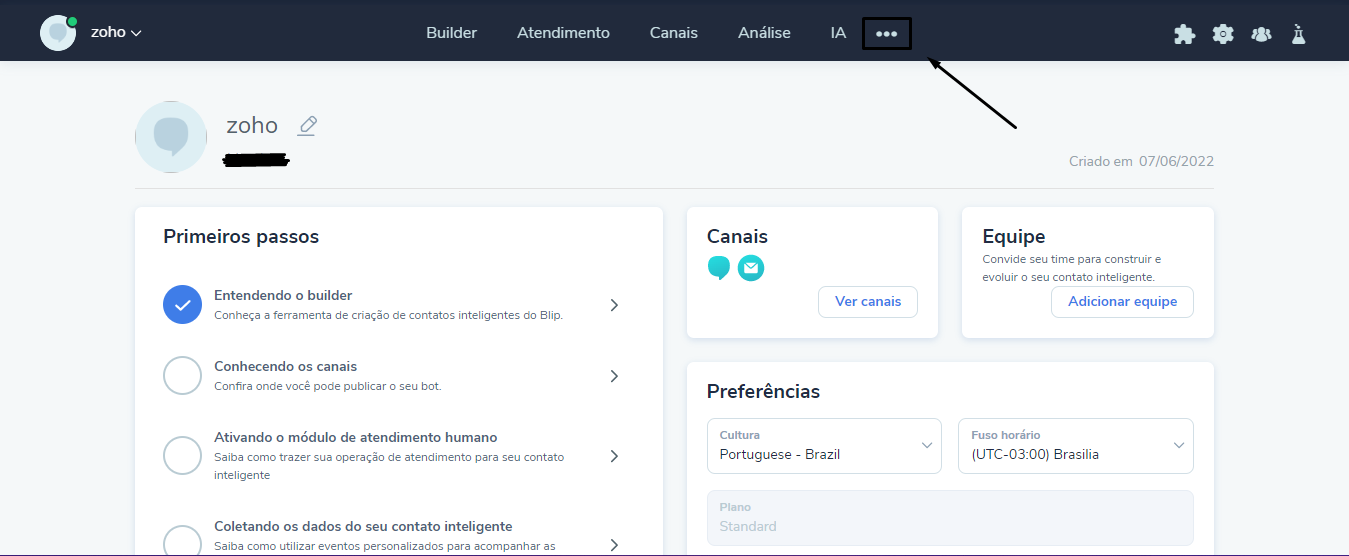 zoho
Builder
Atendimento
Canais
Análise
IA
zoho
Criado em 07/06/2022
Primeiros passos
Entendendo o builder
Conheça a ferramenta de criação de contatos inteligentes do Blip.
Conhecendo os canais
Confira onde você pode publicar o seu bot.
Ativando o módulo de atendimento humano
Saiba como trazer sua operação de atendimento para seu contato
inteligente
Coletando os dados do seu contato inteligente
Saiba como utilizar eventos personalizados para acompanhar as
Canais
Ver canais
Equipe
Convide seu time para construir e
evoluir o seu contato inteligente.
Adicionar equipe
Preferências
Cultura
Portuguese - Brazil
Fuso horário
(UTC-03:00) Brasilia
Plano
Standard